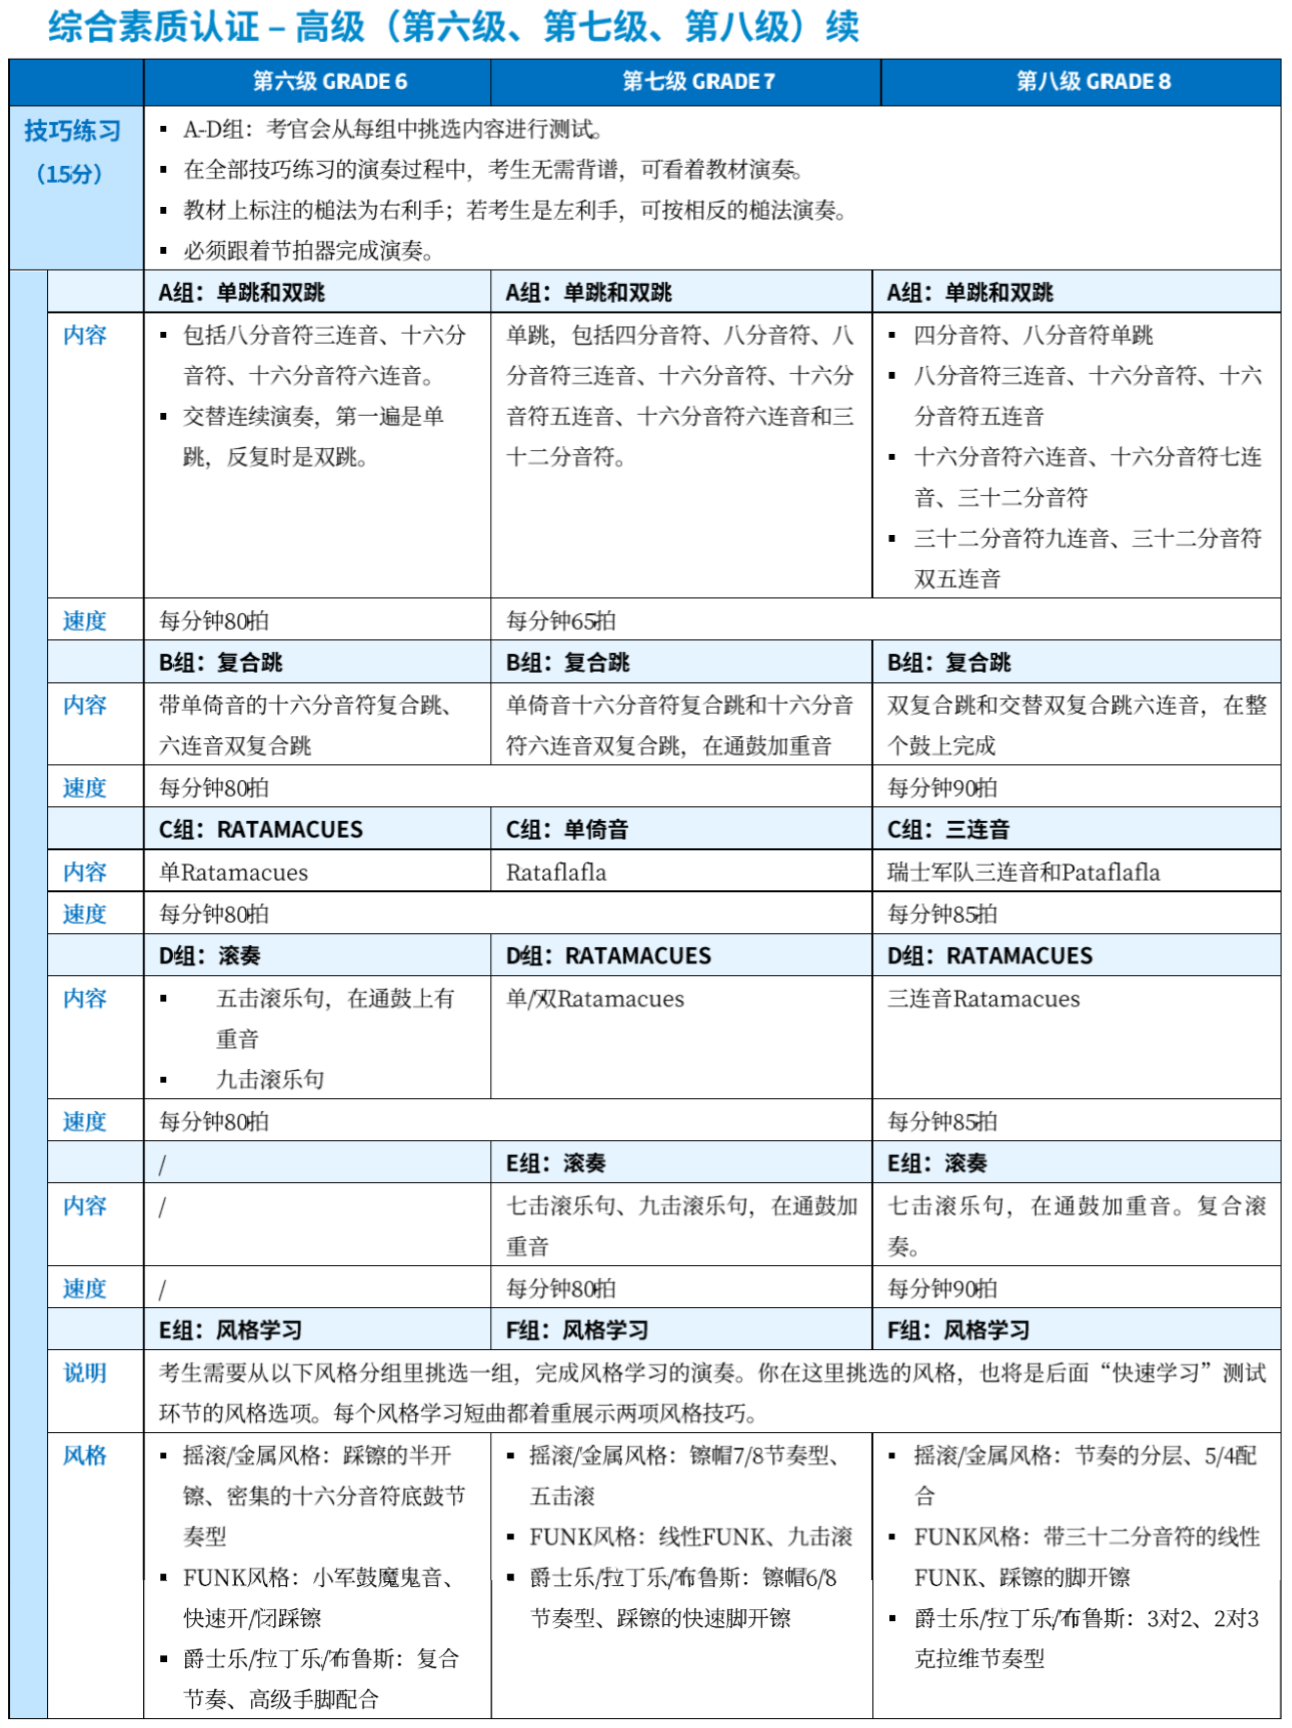 综合素质认证 – 高级（第六级、第七级、第八级）续
第六级 GRADE 6
第七级 GRADE 7
第八级 GRADE 8
技巧练习
（15分）
▪ A-D组：考官会从每组中挑选内容进行测试。
▪ 在全部技巧练习的演奏过程中，考生无需背谱，可看着教材演奏。
▪ 教材上标注的槌法为右利手；若考生是左利手，可按相反的槌法演奏。
▪ 必须跟着节拍器完成演奏。
A组：单跳和双跳
A组：单跳和双跳
A组：单跳和双跳
内容
▪ 包括八分音符三连音、十六分
音符、十六分音符六连音。
▪ 交替连续演奏，第一遍是单
跳，反复时是双跳。
单跳，包括四分音符、八分音符、八
分音符三连音、十六分音符、十六分
音符五连音、十六分音符六连音和三
十二分音符。
▪ 四分音符、八分音符单跳
▪ 八分音符三连音、十六分音符、十六
分音符五连音
▪ 十六分音符六连音、十六分音符七连
音、三十二分音符
▪ 三十二分音符九连音、三十二分音符
双五连音
速度
每分钟80拍
每分钟65拍
B组：复合跳
B组：复合跳
B组：复合跳
内容
带单倚音的十六分音符复合跳、
六连音双复合跳
单倚音十六分音符复合跳和十六分音
符六连音双复合跳，在通鼓加重音
双复合跳和交替双复合跳六连音，在整
个鼓上完成
速度
每分钟80拍
每分钟90拍
C组：RATAMACUES
C组：单倚音
C组：三连音
内容
单Ratamacues
Rataflafla
瑞士军队三连音和Pataflafla
速度
每分钟80拍
每分钟85拍
D组：滚奏
D组：RATAMACUES
D组：RATAMACUES
内容
▪ 五击滚乐句，在通鼓上有
重音
▪ 九击滚乐句
单/双Ratamacues
三连音Ratamacues
速度
每分钟80拍
每分钟85拍
/
E组：滚奏
E组：滚奏
内容
/
七击滚乐句、九击滚乐句，在通鼓加
重音
七击滚乐句，在通鼓加重音。复合滚
奏。
速度
/
每分钟80拍
每分钟90拍
E组：风格学习
F组：风格学习
F组：风格学习
说明
考生需要从以下风格分组里挑选一组，完成风格学习的演奏。你在这里挑选的风格，也将是后面“快速学习”测试
环节的风格选项。每个风格学习短曲都着重展示两项风格技巧。
风格
▪ 摇滚/金属风格：踩镲的半开
镲、密集的十六分音符底鼓节
奏型
▪ FUNK风格：小军鼓魔鬼音、
快速开/闭踩镲
▪ 爵士乐/拉丁乐/布鲁斯：复合
节奏、高级手脚配合
▪ 摇滚/金属风格：镲帽7/8节奏型、
五击滚
▪ FUNK风格：线性FUNK、九击滚
▪ 爵士乐/拉丁乐/布鲁斯：镲帽6/8
节奏型、踩镲的快速脚开镲
▪ 摇滚/金属风格：节奏的分层、5/4配
合
▪ FUNK风格：带三十二分音符的线性
FUNK、踩镲的脚开镲
▪ 爵士乐/拉丁乐/布鲁斯：3对2、2对3
克拉维节奏型